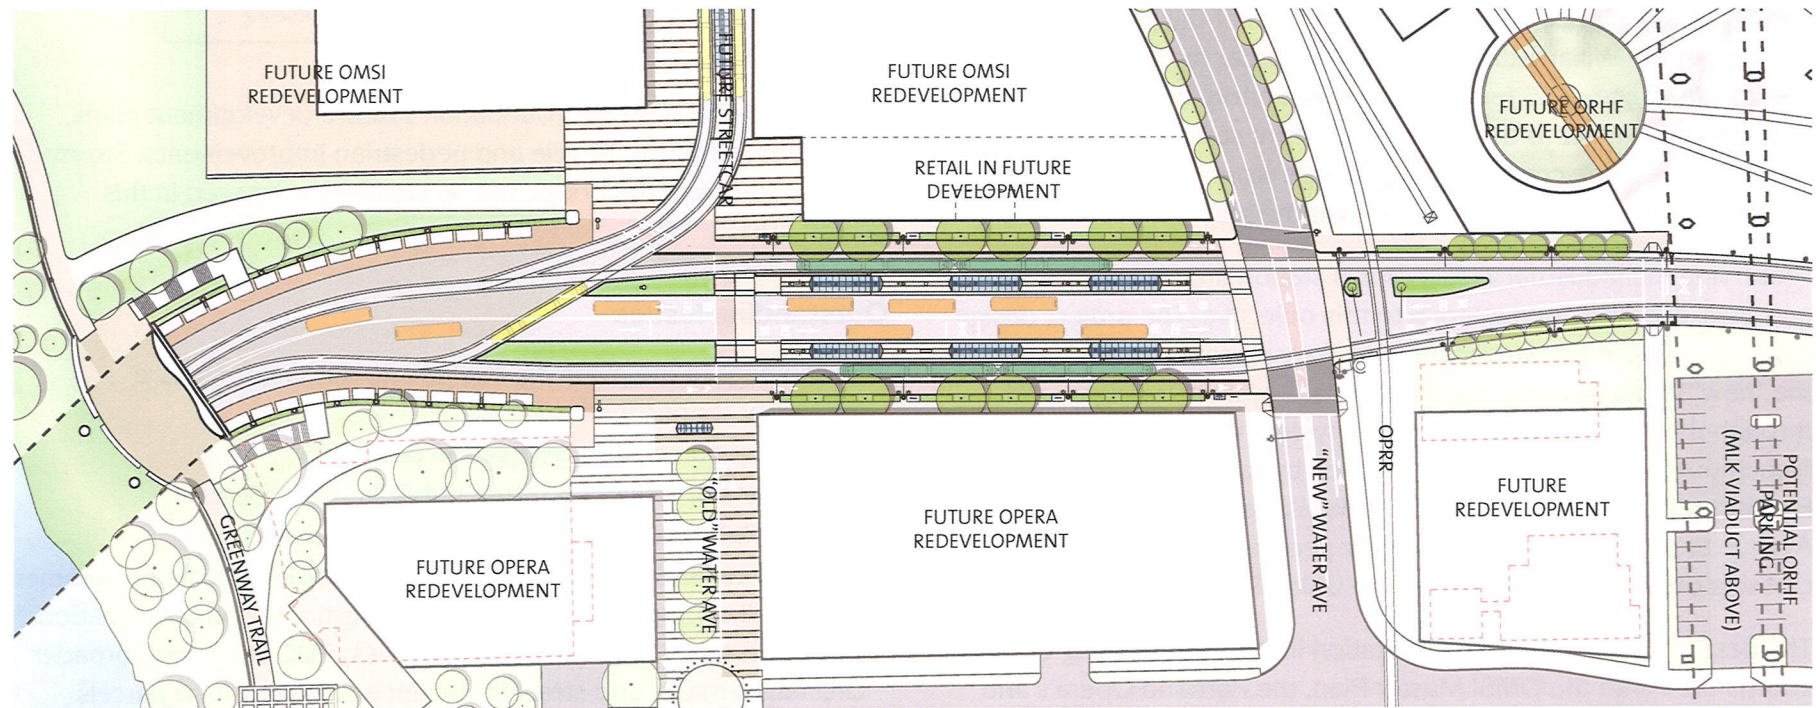 FUTURE OMSI
REDEVELOPMENT
FUTURE STREETCAR
FUTURE OMSI
REDEVELOPMENT
RETAIL IN FUTURE
DEVELOPMENT
FUTURE ORHF
REDEVELOPMENT
GREENWAY TRAIL
FUTURE OPERA
REDEVELOPMENT
"OLD" WATER AVE
FUTURE OPERA
REDEVELOPMENT
"NEW" WATER AVE
OPRR
FUTURE
REDEVELOPMENT
POTENTIAL ORHF
PARKING
(MLK VIADUCT ABOVE)